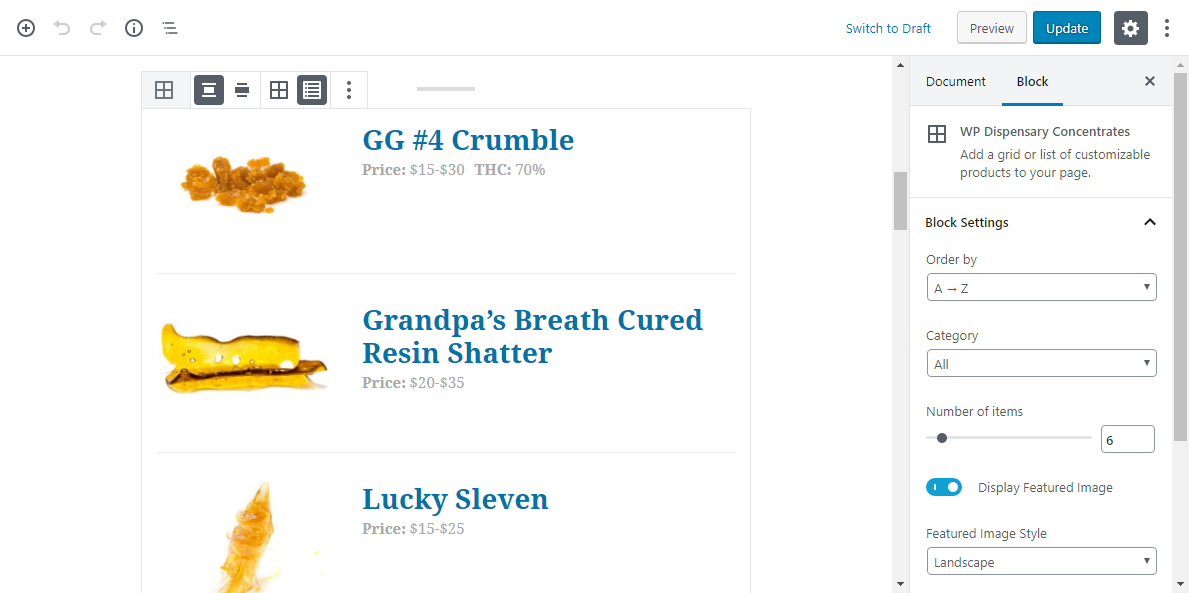 Switch to Draft
Preview
Update
GG #4 Crumble
Price: $15-$30 THC: 70%
Grandpa’s Breath Cured
Resin Shatter
Price: $20-$35
Lucky Sleven
Price: $15-$25
Document
Block
WP Dispensary Concentrates
Add a grid or list of customizable
products to your page.
Block Settings
Order by
A → Z
Category
All
Number of items
6
Display Featured Image
Featured Image Style
Landscape